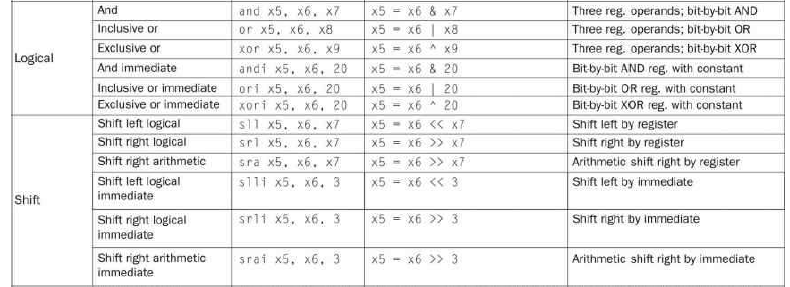 Logical
And and x5, x6, x7 x5 = x6 & x7 Three reg. operands; bit-by-bit AND
Inclusive or or x5, x6, x8 x5 = x6 | x8 Three reg. operands; bit-by-bit OR
Exclusive or xor x5, x6, x9 x5 = x6 ^ x9 Three reg. operands; bit-by-bit XOR
And immediate andi x5, x6, 20 x5 = x6 & 20 Bit-by-bit AND reg. with constant
Inclusive or immediate ori x5, x6, 20 x5 = x6 | 20 Bit-by-bit OR reg. with constant
Exclusive or immediate xori x5, x6, 20 x5 = x6 ^ 20 Bit-by-bit XOR reg. with constant
Shift
Shift left logical sll x5, x6, x7 x5 = x6 << x7 Shift left by register
Shift right logical srl x5, x6, x7 x5 = x6 >> x7 Shift right by register
Shift right arithmetic sra x5, x6, x7 x5 = x6 >> x7 Arithmetic shift right by register
Shift left logical slli x5, x6, 3 x5 = x6 << 3 Shift left by immediate
immediate
Shift right logical srli x5, x6, 3 x5 = x6 >> 3 Shift right by immediate
immediate
Shift right arithmetic srai x5, x6, 3 x5 = x6 >> 3 Arithmetic shift right by immediate
immediate